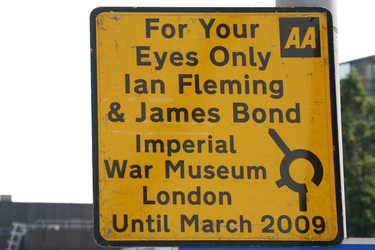 For Your
Eyes Only
AA
Ian Fleming
& James Bond
Imperial
War Museum
London
Until March 2009